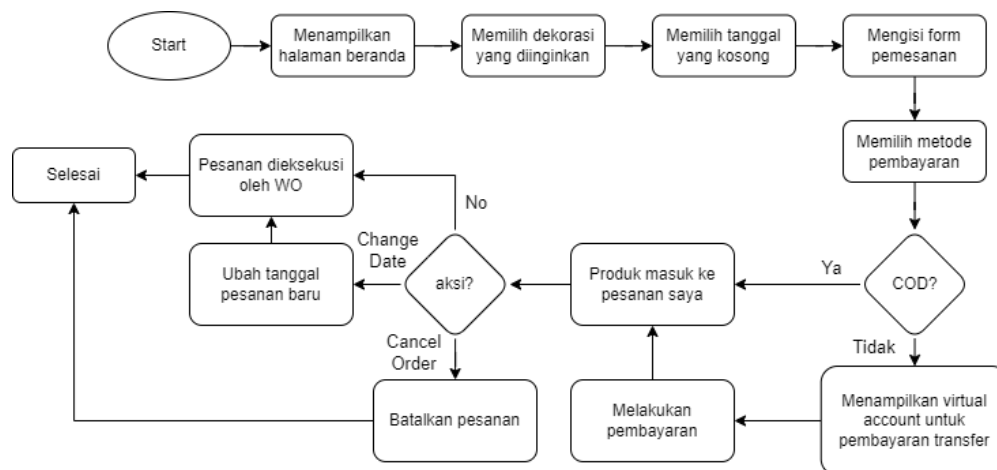 Start
Menampilkan
halaman beranda
Memilih dekorasi
yang diinginkan
Memilih tanggal
yang kosong
Mengisi form
pemesanan
Memilih metode
pembayaran
COD?
Ya
Tidak
Menampilkan virtual
account untuk
pembayaran transfer
Melakukan
pembayaran
Produk masuk ke
pesanan saya
aksi?
No
Change
Date
Cancel
Order
Ubah tanggal
pesanan baru
Pesanan dieksekusi
oleh WO
Batalkan pesanan
Selesai